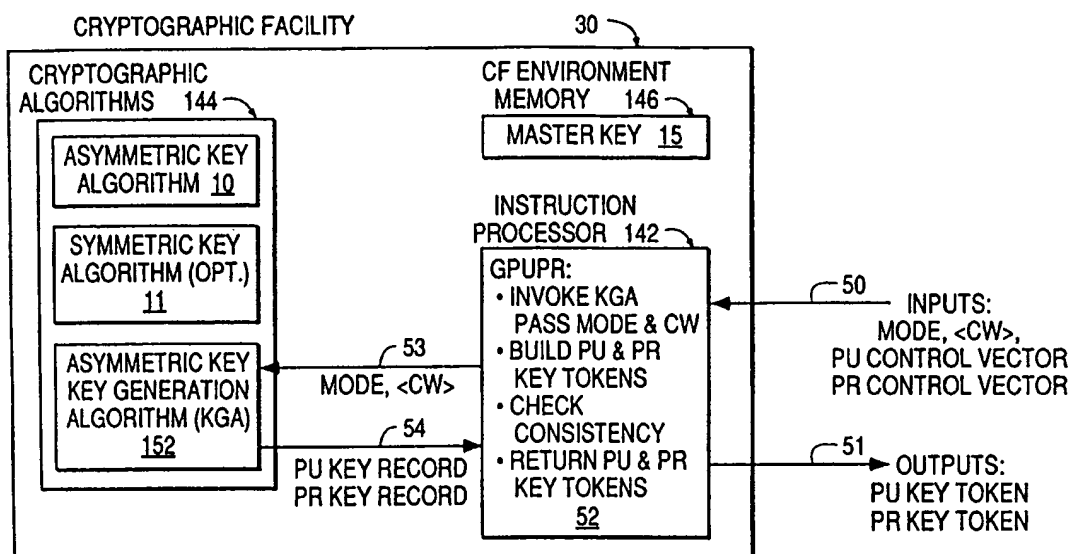 CRYPTOGRAPHIC FACILITY
30
CRYPTOGRAPHIC
ALGORITHMS 144
ASYMMETRIC KEY
ALGORITHM 10
SYMMETRIC KEY
ALGORITHM (OPT.)
11
ASYMMETRIC KEY
KEY GENERATION
ALGORITHM (KGA)
152
CF ENVIRONMENT
MEMORY 146
MASTER KEY 15
INSTRUCTION
PROCESSOR 142
GPUPR:
• INVOKE KGA
PASS MODE & CW
• BUILD PU & PR
KEY TOKENS
• CHECK
CONSISTENCY
• RETURN PU & PR
KEY TOKENS
52
53
MODE, <CW>
54
PU KEY RECORD
PR KEY RECORD
50
INPUTS:
MODE, <CW>,
PU CONTROL VECTOR
PR CONTROL VECTOR
51
OUTPUTS:
PU KEY TOKEN
PR KEY TOKEN